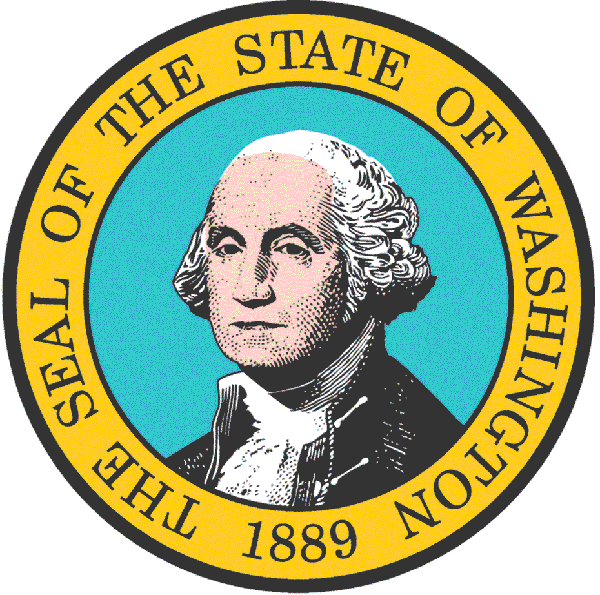 THE SEAL OF THE STATE OF WASHINGTON
1889